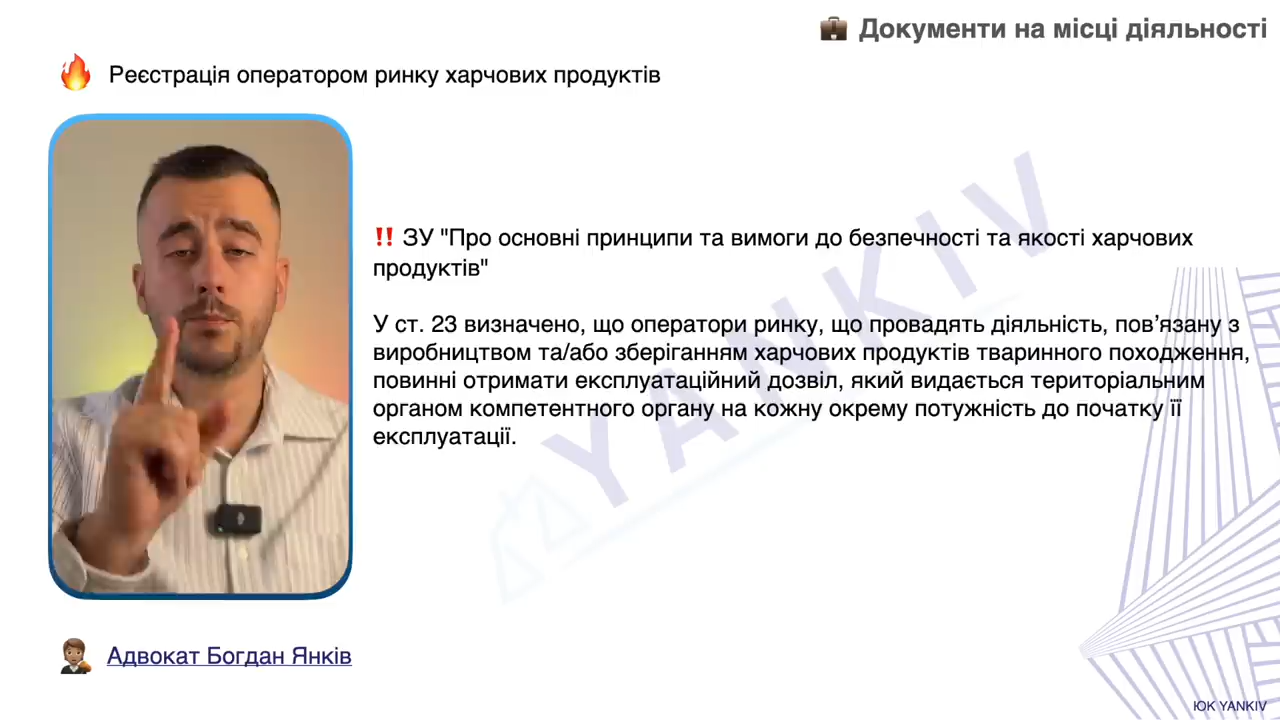 Документи на місці діяльності
Реєстрація оператором ринку харчових продуктів
‼️ ЗУ "Про основні принципи та вимоги до безпечності та якості харчових
продуктів"
У ст. 23 визначено, що оператори ринку, що провадять діяльність, пов’язану з
виробництвом та/або зберіганням харчових продуктів тваринного походження,
повинні отримати експлуатаційний дозвіл, який видається територіальним
органом компетентного органу на кожну окрему потужність до початку її
експлуатації.
YANKIV
Адвокат Богдан Янків
ЮК YANKIV